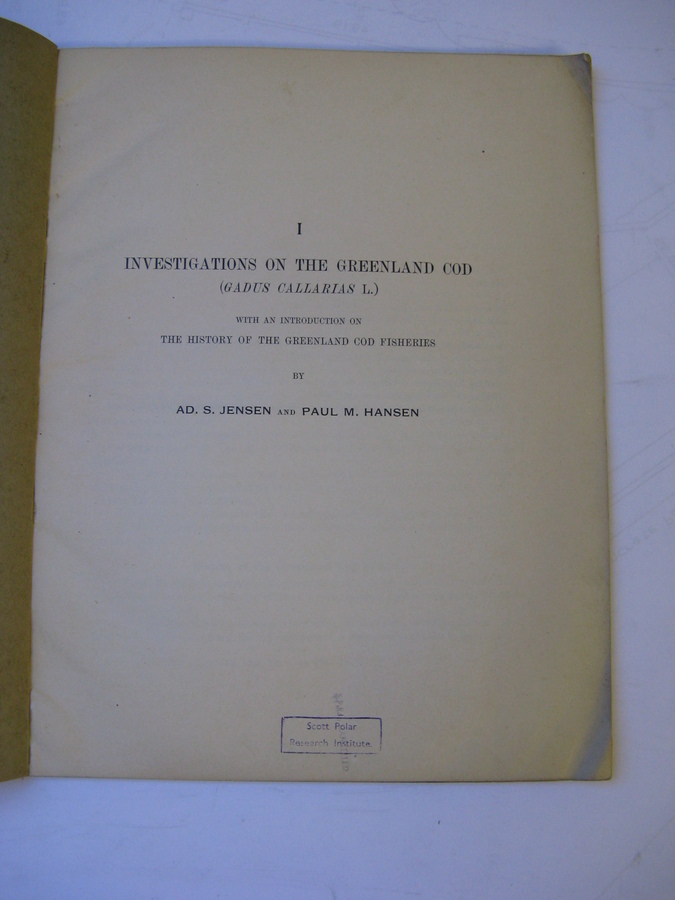 I
INVESTIGATIONS ON THE GREENLAND COD
(GADUS CALLARIAS L.)
WITH AN INTRODUCTION ON
THE HISTORY OF THE GREENLAND COD FISHERIES
BY
AD. S. JENSEN AND PAUL M. HANSEN
Scott Polar
Research Institute.